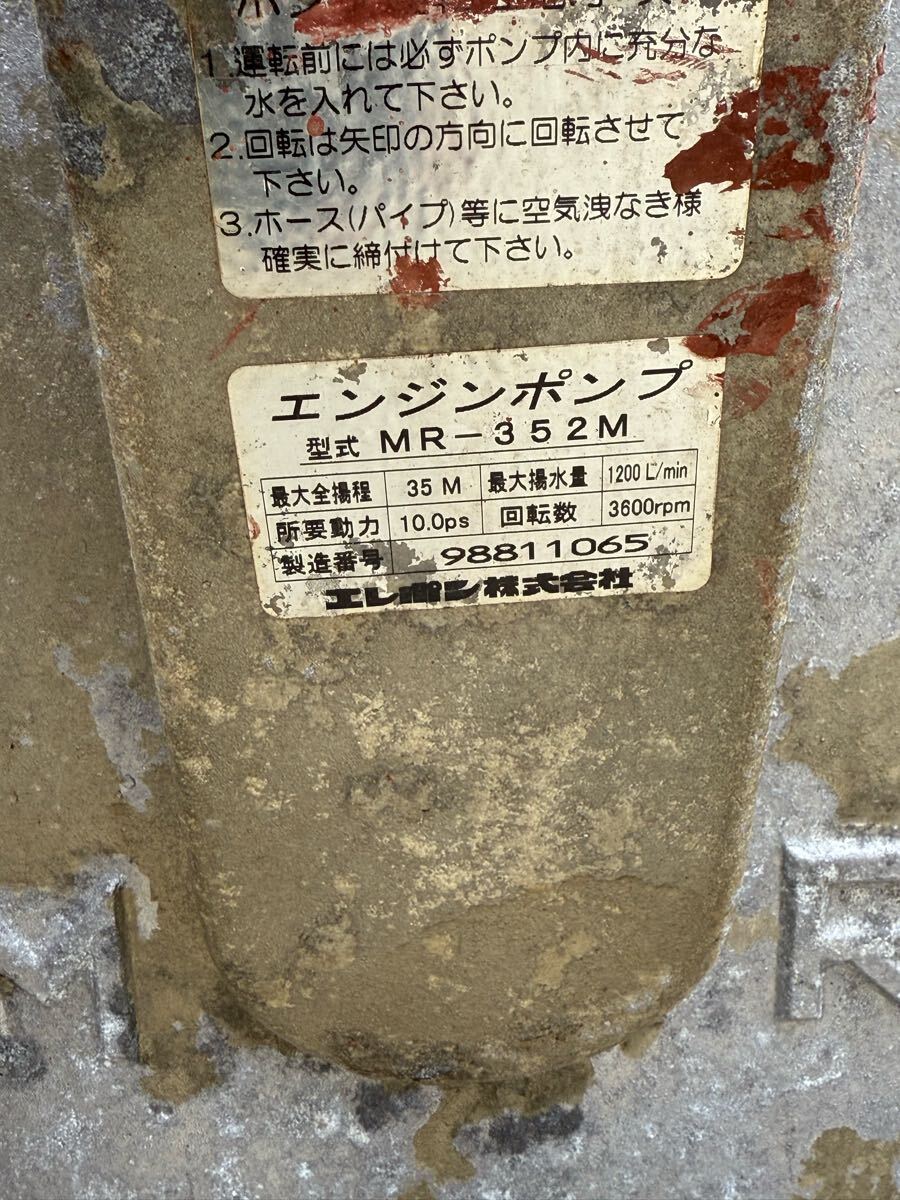 1.運転前には必ずポンプ内に充分な
水を入れて下さい。
2.回転は矢印の方向に回転させて
下さい。
3.ホース(パイプ)等に空気洩なき様
確実に締付けて下さい。
エンジンポンプ
型式 MR-352M
最大全揚程 35 M 最大揚水量 1200 L/min
所要動力 10.0ps 回転数 3600rpm
製造番号 98811065
エレポン株式会社
M R